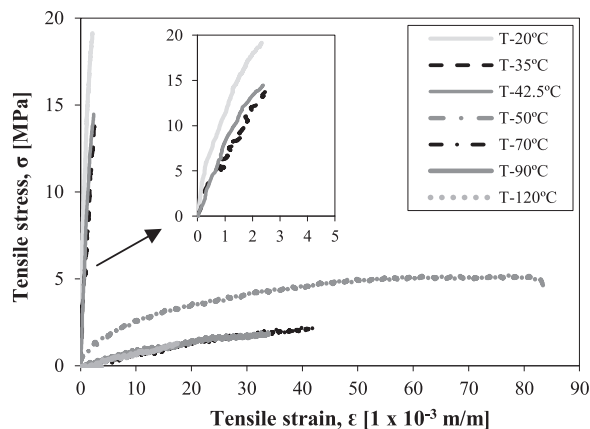 Tensile stress, σ [MPa]
20
15
10
5
0
20
15
10
5
0
0 1 2 3 4 5
T-20ºC
T-35ºC
T-42.5ºC
T-50ºC
T-70ºC
T-90ºC
T-120ºC
0 10 20 30 40 50 60 70 80 90
Tensile strain, ε [1 x 10⁻³ m/m]